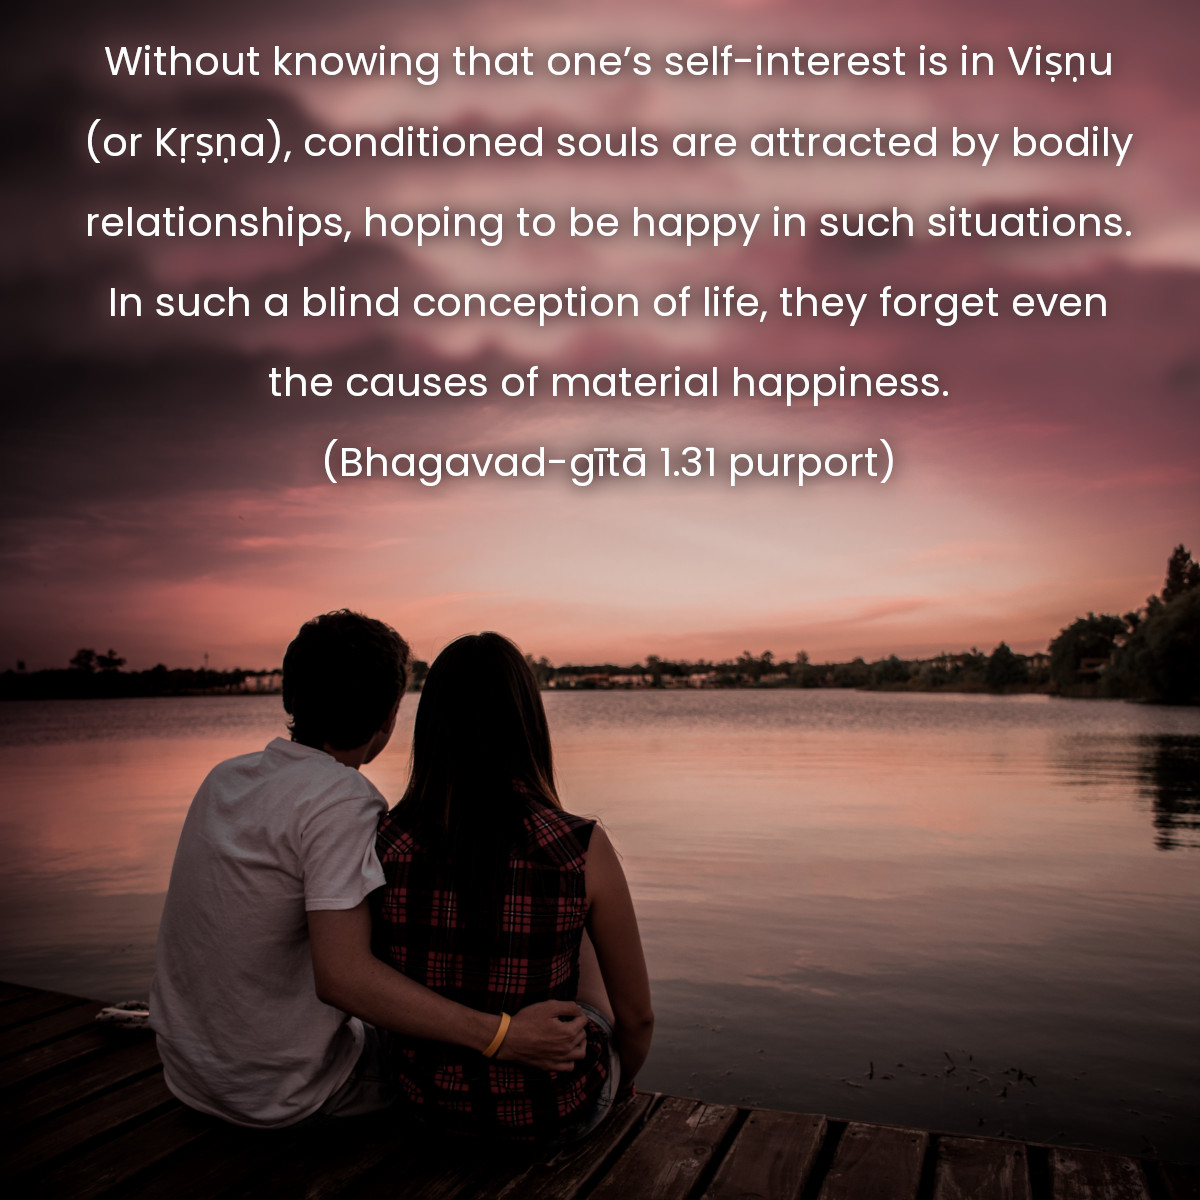 Without knowing that one’s self-interest is in Viṣṇu
(or Kṛṣṇa), conditioned souls are attracted by bodily
relationships, hoping to be happy in such situations.
In such a blind conception of life, they forget even
the causes of material happiness.
(Bhagavad-gītā 1.31 purport)